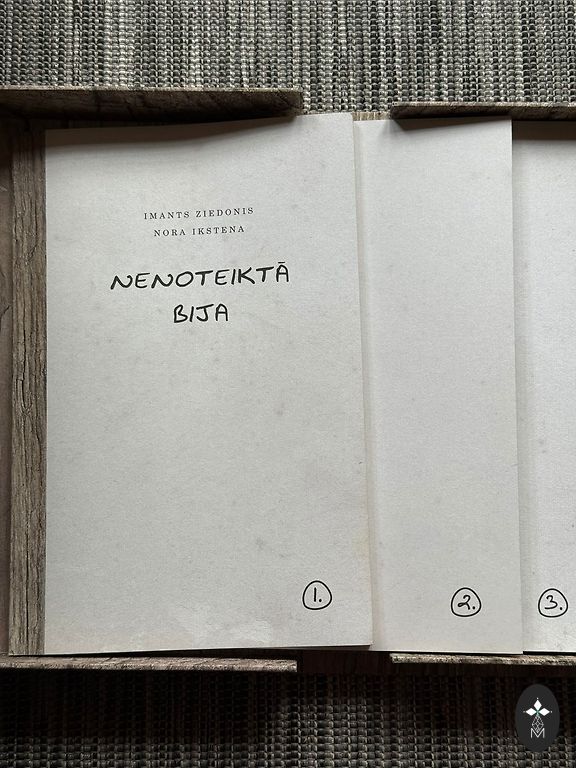 IMANTS ZIEDONIS
NORA IKSTENA
NENOTEIKTĀ
BIJA
1.
2.
3.